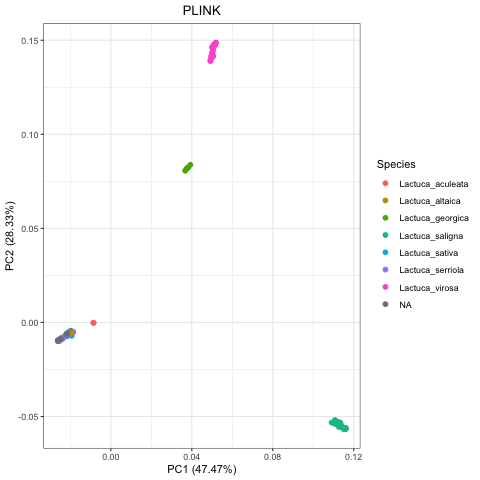 PLINK
0.15
0.10
0.05
0.00
-0.05
PC2 (28.33%)
0.00
0.04
0.08
0.12
PC1 (47.47%)
Species
Lactuca_aculeata
Lactuca_altaica
Lactuca_georgica
Lactuca_saligna
Lactuca_sativa
Lactuca_serriola
Lactuca_virosa
NA